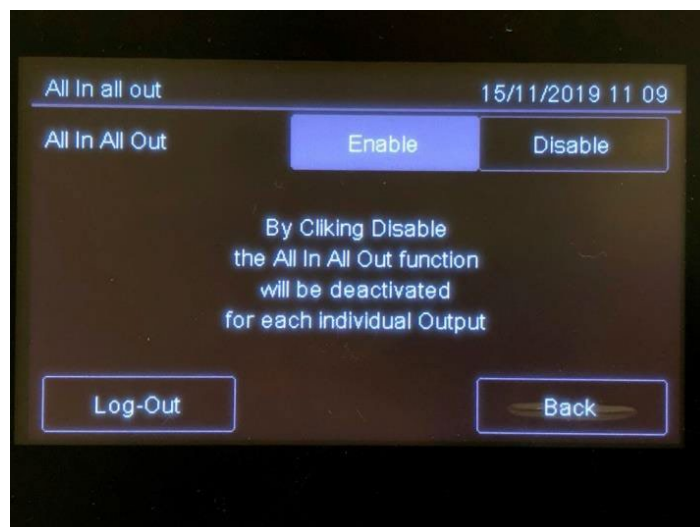 All In all out 15/11/2019 11 09
All In All Out Enable Disable
By Cliking Disable
the All In All Out function
will be deactivated
for each individual Output
Log-Out Back